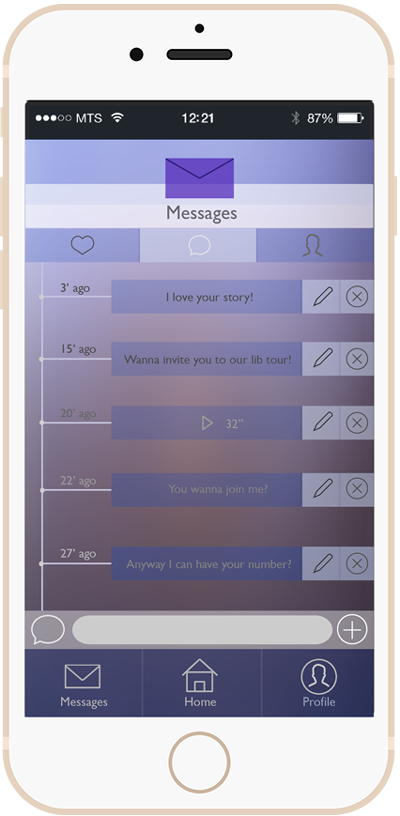 MTS 12:21 87%
Messages
3' ago I love your story!
15' ago Wanna invite you to our lib tour!
20' ago 32"
22' ago You wanna join me?
27' ago Anyway I can have your number?
Messages Home Profile